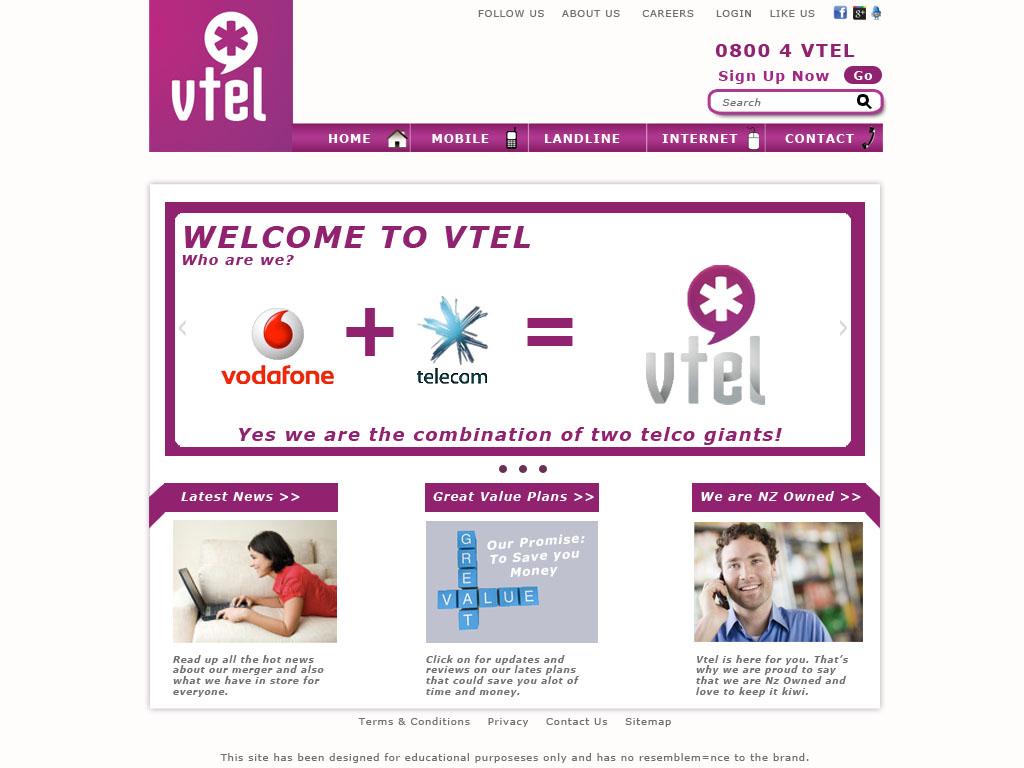 FOLLOW US ABOUT US CAREERS LOGIN LIKE US
vtel
0800 4 VTEL
Sign Up Now Go
Search
HOME MOBILE LANDLINE INTERNET CONTACT
WELCOME TO VTEL
Who are we?
vodafone + telecom = vtel
Yes we are the combination of two telco giants!
Latest News >>
Great Value Plans >>
We are NZ Owned >>
GREAT
VALUE
Our Promise:
To Save you
Money
Read up all the hot news
about our merger and also
what we have in store for
everyone.
Click on for updates and
reviews on our lates plans
that could save you alot of
time and money.
Vtel is here for you. That’s
why we are proud to say
that we are Nz Owned and
love to keep it kiwi.
Terms & Conditions Privacy Contact Us Sitemap
This site has been designed for educational purposeses only and has no resemblem=nce to the brand.